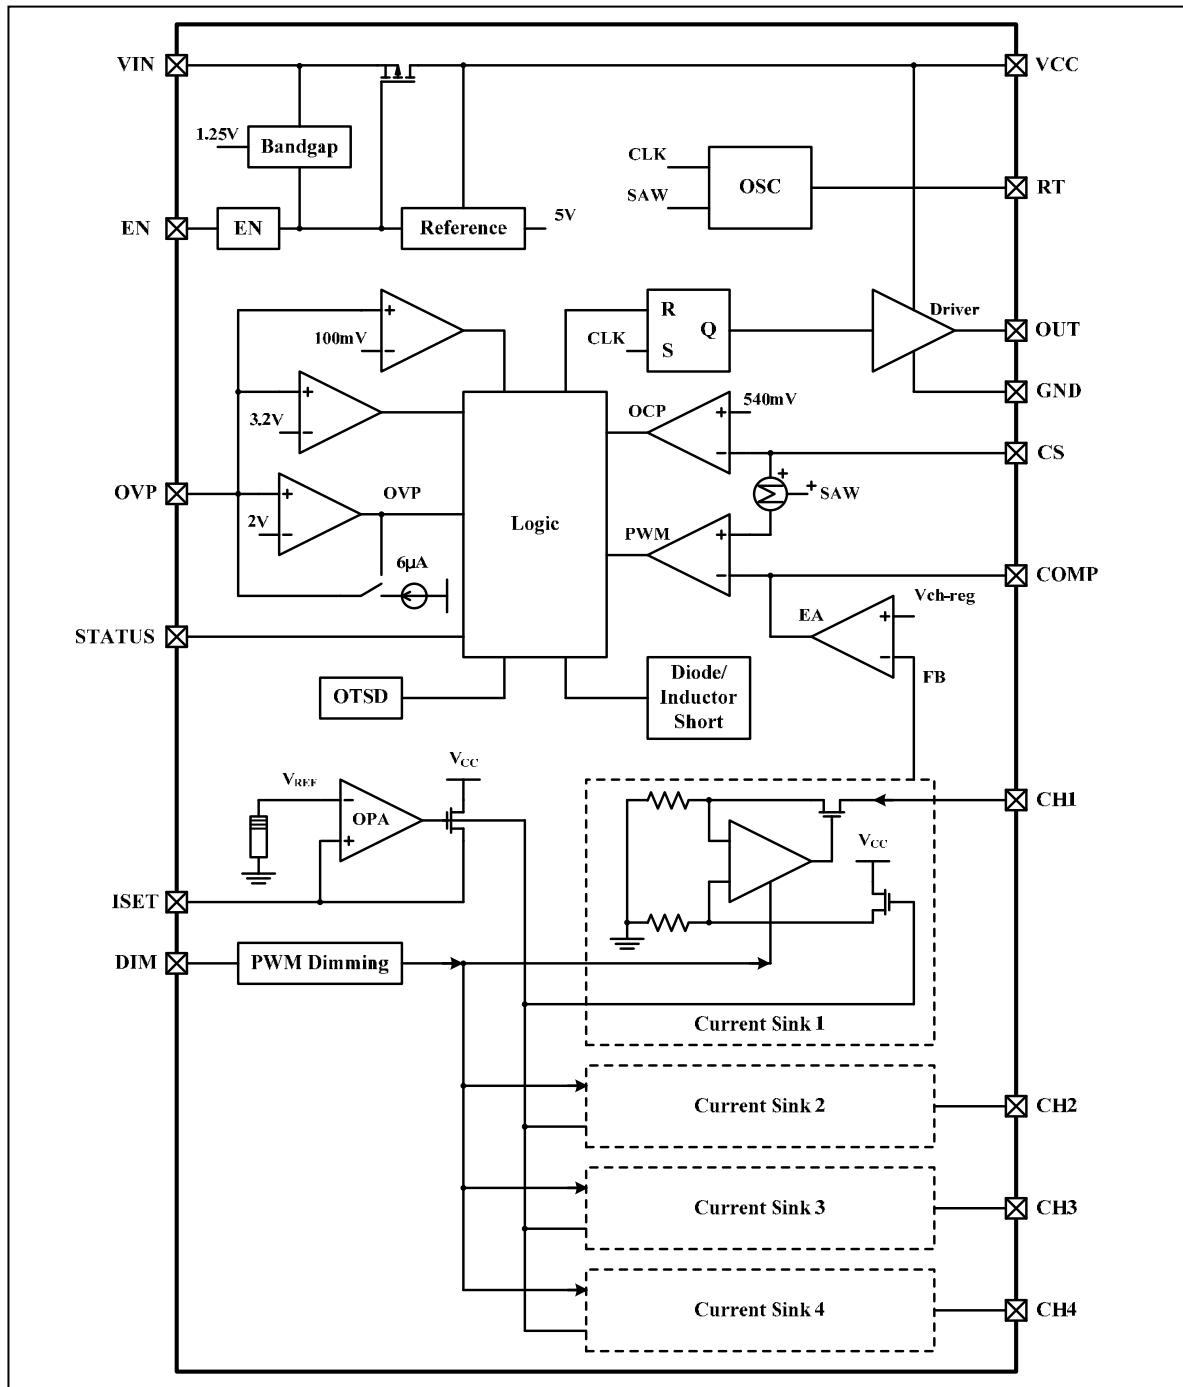 VIN
VCC
1.25V
Bandgap
CLK
SAW
OSC
RT
EN
EN
Reference
5V
+
−
100mV
R
S
Q
CLK
Driver
OUT
GND
+
−
3.2V
OCP
+
−
540mV
CS
OVP
+
−
2V
OVP
Logic
+
Σ
+
SAW
PWM
+
−
6µA
COMP
Vch-reg
EA
+
−
FB
STATUS
OTSD
Diode/
Inductor
Short
VREF
−
+
OPA
VCC
CH1
VCC
ISET
DIM
PWM Dimming
Current Sink 1
Current Sink 2
CH2
Current Sink 3
CH3
Current Sink 4
CH4